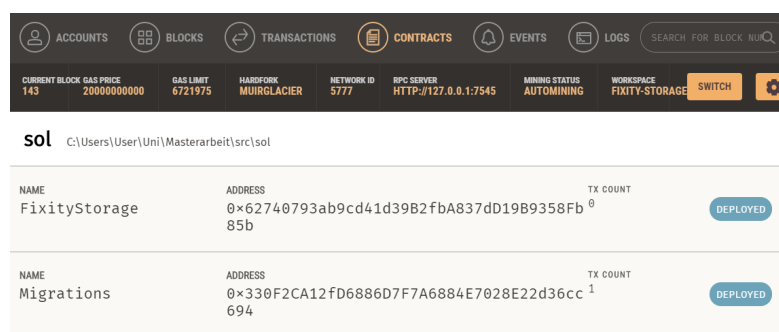 ACCOUNTS BLOCKS TRANSACTIONS CONTRACTS EVENTS LOGS SEARCH FOR BLOCK NU
CURRENT BLOCK GAS PRICE GAS LIMIT HARDFORK NETWORK ID RPC SERVER MINING STATUS WORKSPACE SWITCH
143 20000000000 6721975 MUIRGLACIER 5777 HTTP://127.0.0.1:7545 AUTOMINING FIXITY-STORAGE
sol C:\Users\User\Uni\Masterarbeit\src\sol
NAME ADDRESS TX COUNT
FixityStorage 0×62740793ab9cd41d39B2fbA837dD19B9358Fb 0 DEPLOYED
85b
NAME ADDRESS TX COUNT
Migrations 0×330F2CA12fD6886D7F7A6884E7028E22d36cc 1 DEPLOYED
694